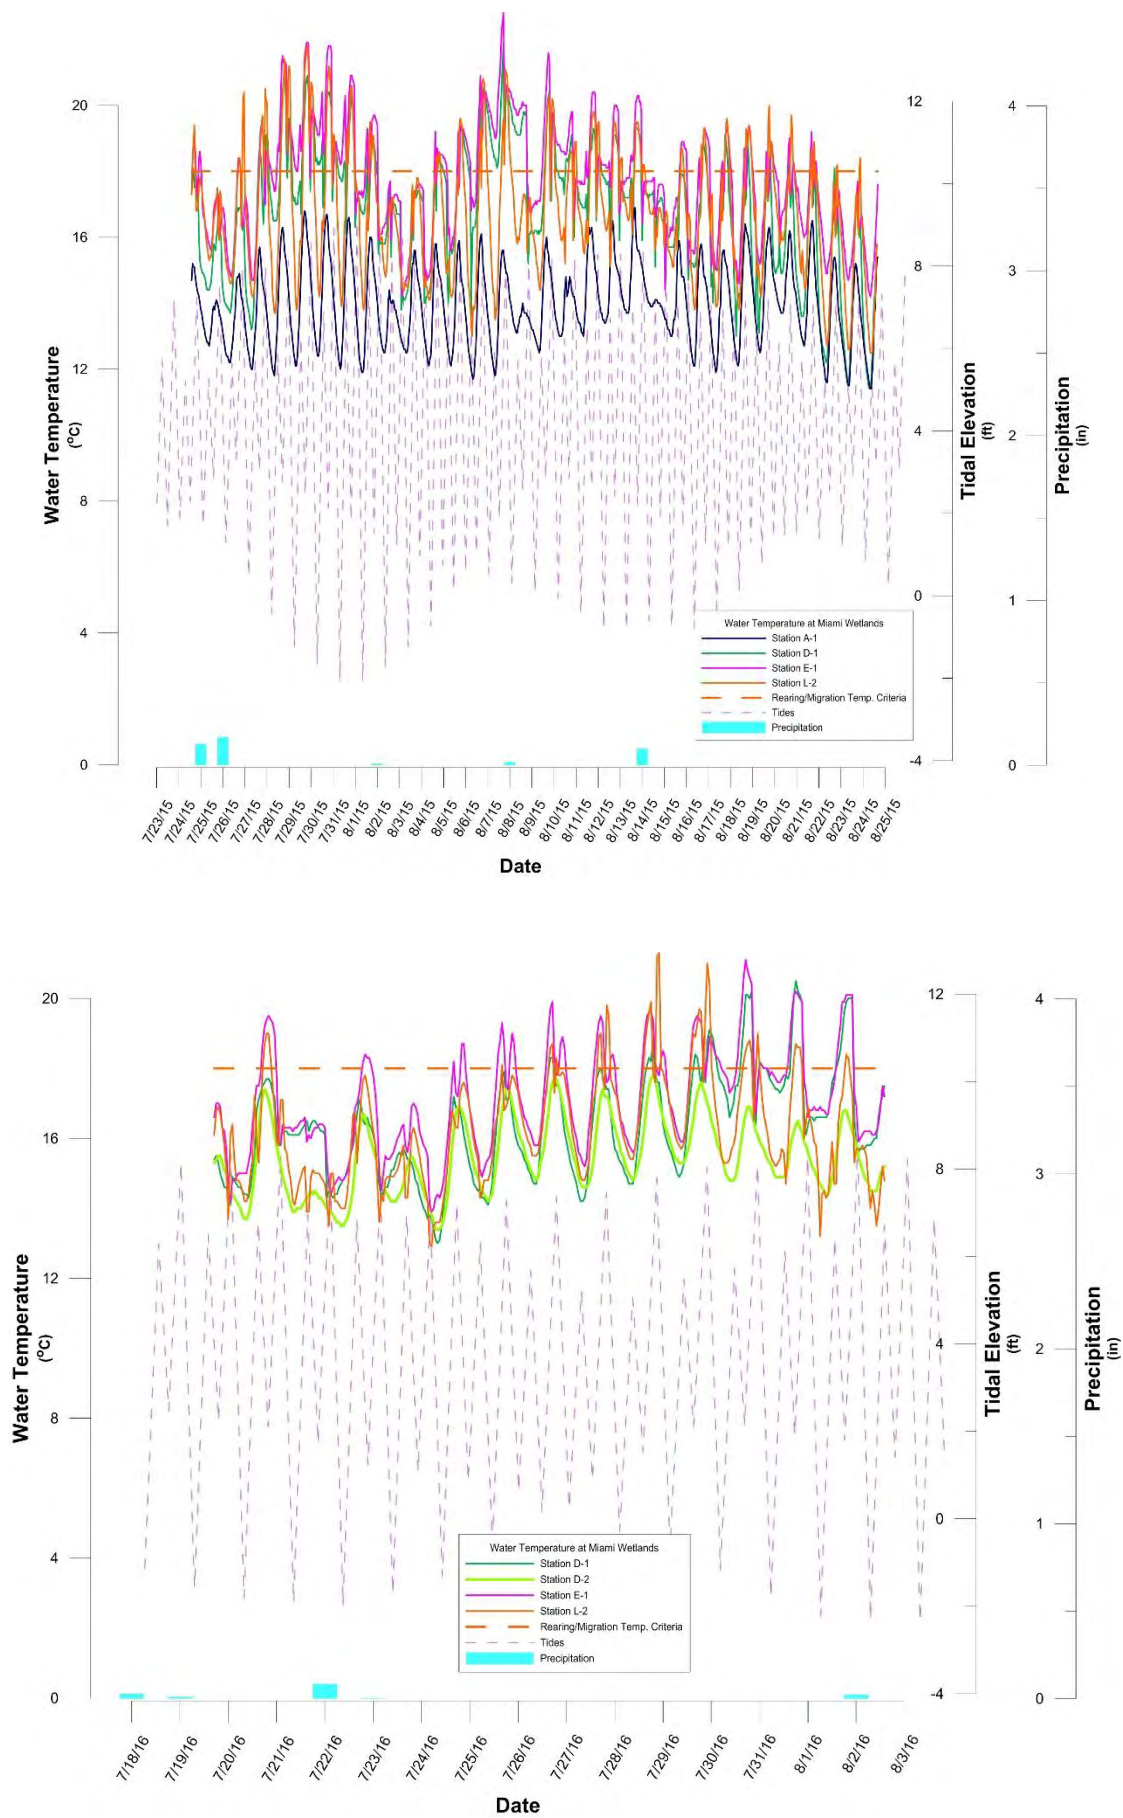 20
16
12
8
4
0
Water Temperature
(°C)
12
8
4
0
-4
Tidal Elevation
(ft)
4
3
2
1
0
Precipitation
(in)
Water Temperature at Miami Wetlands
Station A-1
Station D-1
Station E-1
Station L-2
Rearing/Migration Temp. Criteria
Tides
Precipitation
7/23/15
7/24/15
7/25/15
7/26/15
7/27/15
7/28/15
7/29/15
7/30/15
7/31/15
8/1/15
8/2/15
8/3/15
8/4/15
8/5/15
8/6/15
8/7/15
8/8/15
8/9/15
8/10/15
8/11/15
8/12/15
8/13/15
8/14/15
8/15/15
8/16/15
8/17/15
8/18/15
8/19/15
8/20/15
8/21/15
8/22/15
8/23/15
8/24/15
8/25/15
Date
20
16
12
8
4
0
Water Temperature
(°C)
12
8
4
0
-4
Tidal Elevation
(ft)
4
3
2
1
0
Precipitation
(in)
Water Temperature at Miami Wetlands
Station D-1
Station D-2
Station E-1
Station L-2
Rearing/Migration Temp. Criteria
Tides
Precipitation
7/18/16
7/19/16
7/20/16
7/21/16
7/22/16
7/23/16
7/24/16
7/25/16
7/26/16
7/27/16
7/28/16
7/29/16
7/30/16
7/31/16
8/1/16
8/2/16
8/3/16
Date